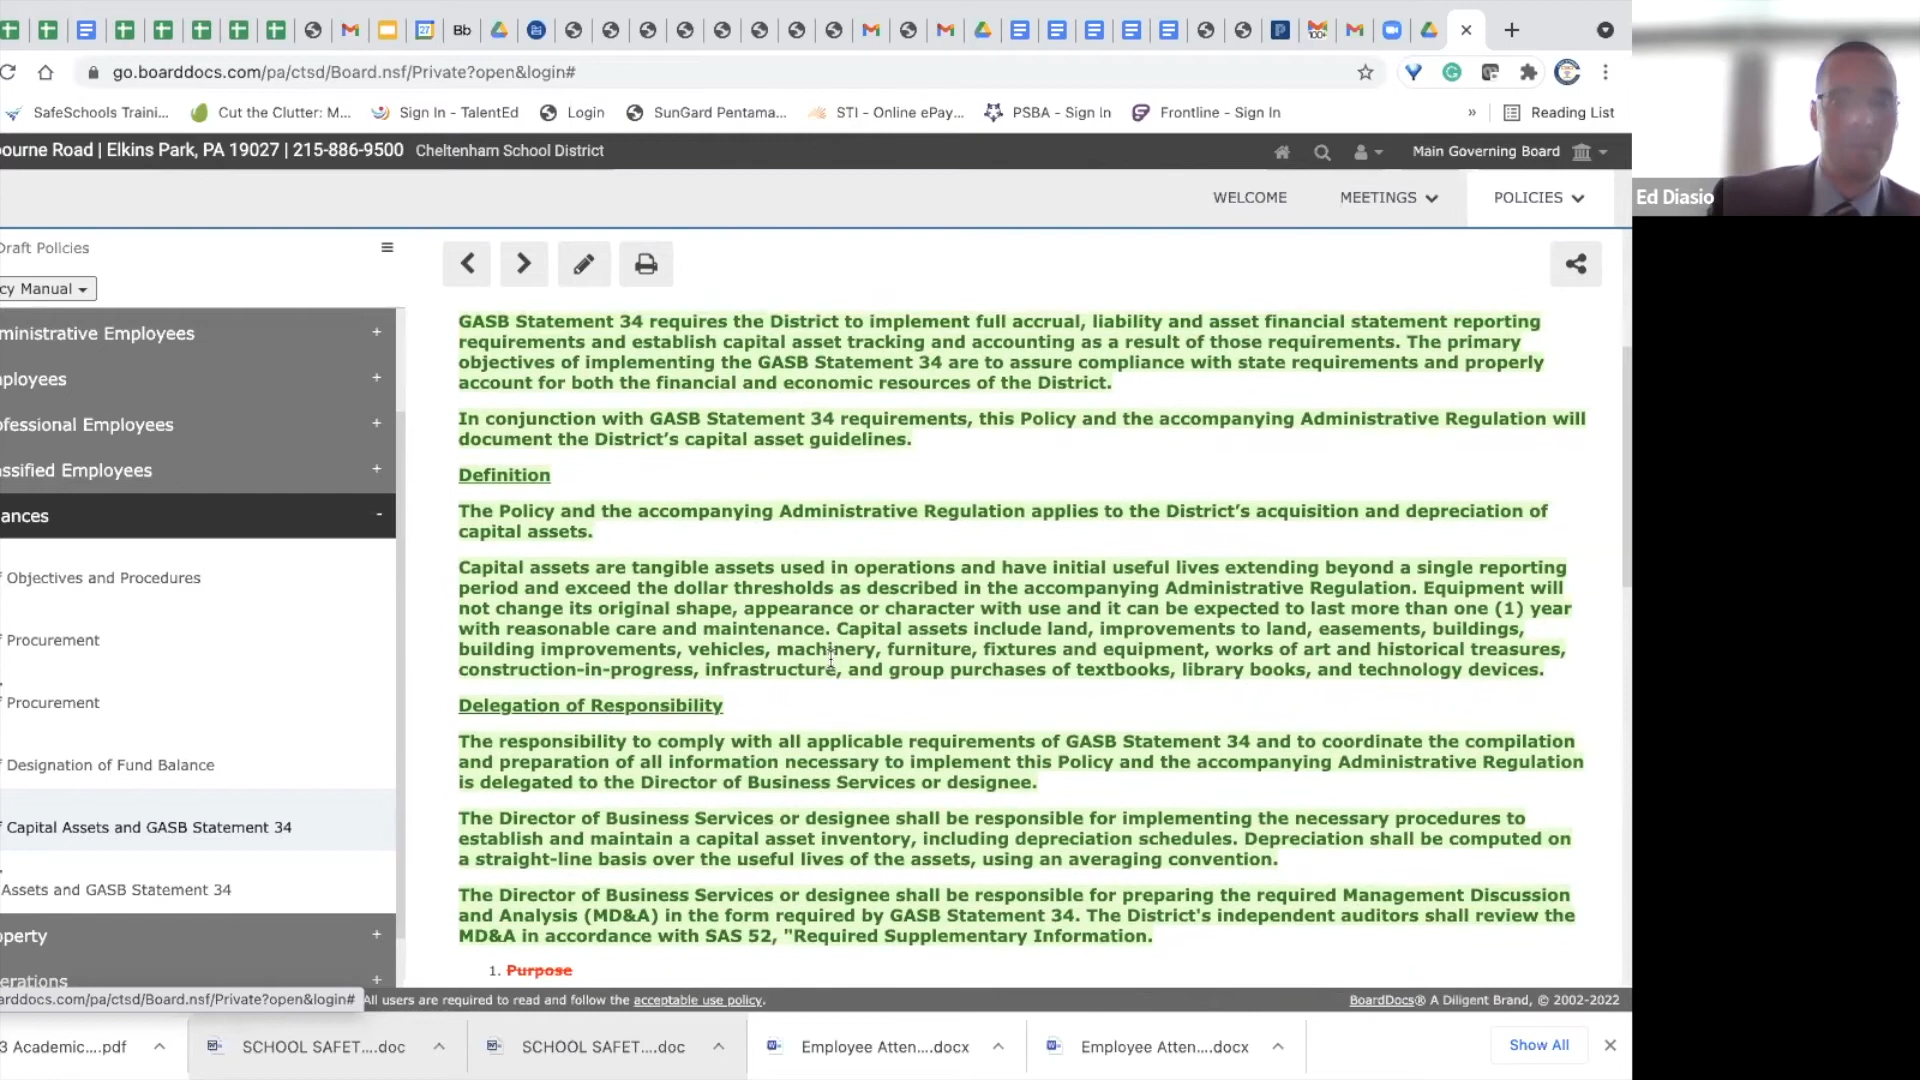 Bb
27
100+
go.boarddocs.com/pa/ctsd/Board.nsf/Private?open&login#
SafeSchools Traini...
Cut the Clutter: M...
Sign In - TalentEd
Login
SunGard Pentama...
STI - Online ePay...
PSBA - Sign In
Frontline - Sign In
»
Reading List
ourne Road | Elkins Park, PA 19027 | 215-886-9500 Cheltenham School District
Main Governing Board
WELCOME
MEETINGS
POLICIES
Ed Diasio
Draft Policies
cy Manual
ministrative Employees +
ployees +
ofessional Employees +
assified Employees +
ances -
f Objectives and Procedures
f Procurement
Procurement
f Designation of Fund Balance
f Capital Assets and GASB Statement 34
Assets and GASB Statement 34
operty +
erations +
GASB Statement 34 requires the District to implement full accrual, liability and asset financial statement reporting
requirements and establish capital asset tracking and accounting as a result of those requirements. The primary
objectives of implementing the GASB Statement 34 are to assure compliance with state requirements and properly
account for both the financial and economic resources of the District.
In conjunction with GASB Statement 34 requirements, this Policy and the accompanying Administrative Regulation will
document the District’s capital asset guidelines.
Definition
The Policy and the accompanying Administrative Regulation applies to the District’s acquisition and depreciation of
capital assets.
Capital assets are tangible assets used in operations and have initial useful lives extending beyond a single reporting
period and exceed the dollar thresholds as described in the accompanying Administrative Regulation. Equipment will
not change its original shape, appearance or character with use and it can be expected to last more than one (1) year
with reasonable care and maintenance. Capital assets include land, improvements to land, easements, buildings,
building improvements, vehicles, machinery, furniture, fixtures and equipment, works of art and historical treasures,
construction-in-progress, infrastructure, and group purchases of textbooks, library books, and technology devices.
Delegation of Responsibility
The responsibility to comply with all applicable requirements of GASB Statement 34 and to coordinate the compilation
and preparation of all information necessary to implement this Policy and the accompanying Administrative Regulation
is delegated to the Director of Business Services or designee.
The Director of Business Services or designee shall be responsible for implementing the necessary procedures to
establish and maintain a capital asset inventory, including depreciation schedules. Depreciation shall be computed on
a straight-line basis over the useful lives of the assets, using an averaging convention.
The Director of Business Services or designee shall be responsible for preparing the required Management Discussion
and Analysis (MD&A) in the form required by GASB Statement 34. The District's independent auditors shall review the
MD&A in accordance with SAS 52, "Required Supplementary Information.
1. Purpose
arddocs.com/pa/ctsd/Board.nsf/Private?open&login#
All users are required to read and follow the acceptable use policy.
BoardDocs® A Diligent Brand, © 2002-2022
3 Academic....pdf
SCHOOL SAFET....doc
SCHOOL SAFET....doc
Employee Atten....docx
Employee Atten....docx
Show All